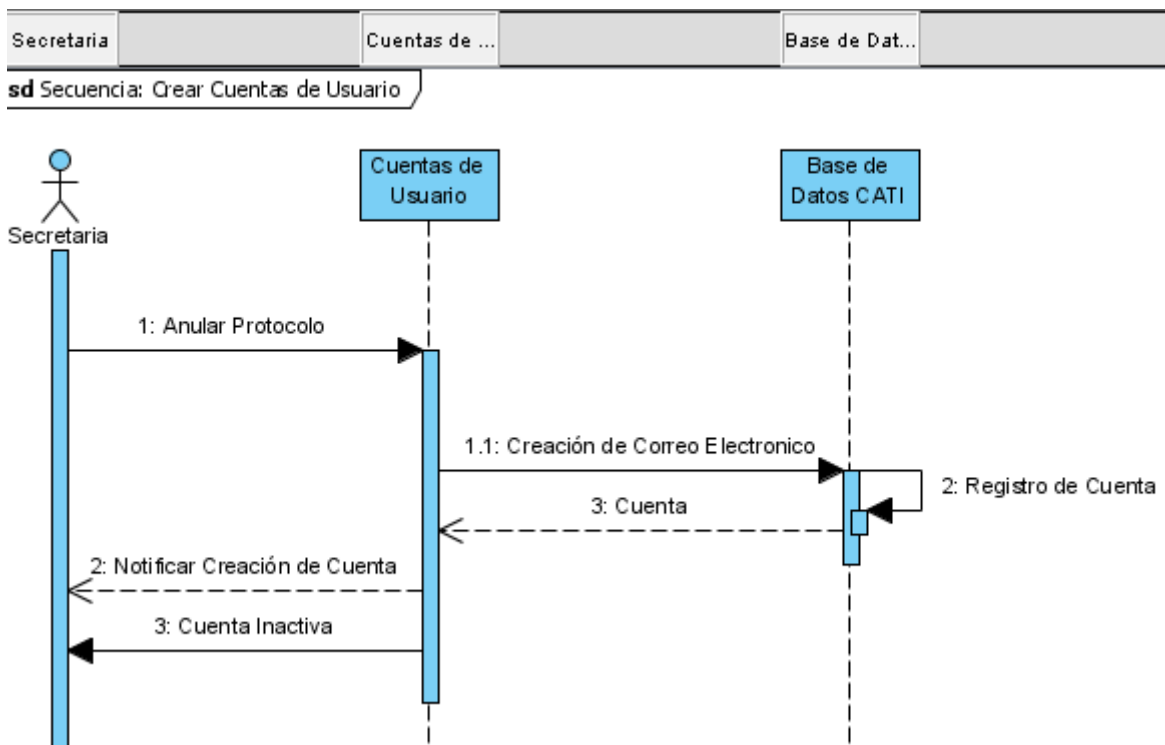 Secretaria
Cuentas de ...
Base de Dat...
sd Secuencia: Crear Cuentas de Usuario
Cuentas de
Usuario
Base de
Datos CATI
Secretaria
1: Anular Protocolo
1.1: Creación de Correo Electronico
2: Registro de Cuenta
3: Cuenta
2: Notificar Creación de Cuenta
3: Cuenta Inactiva